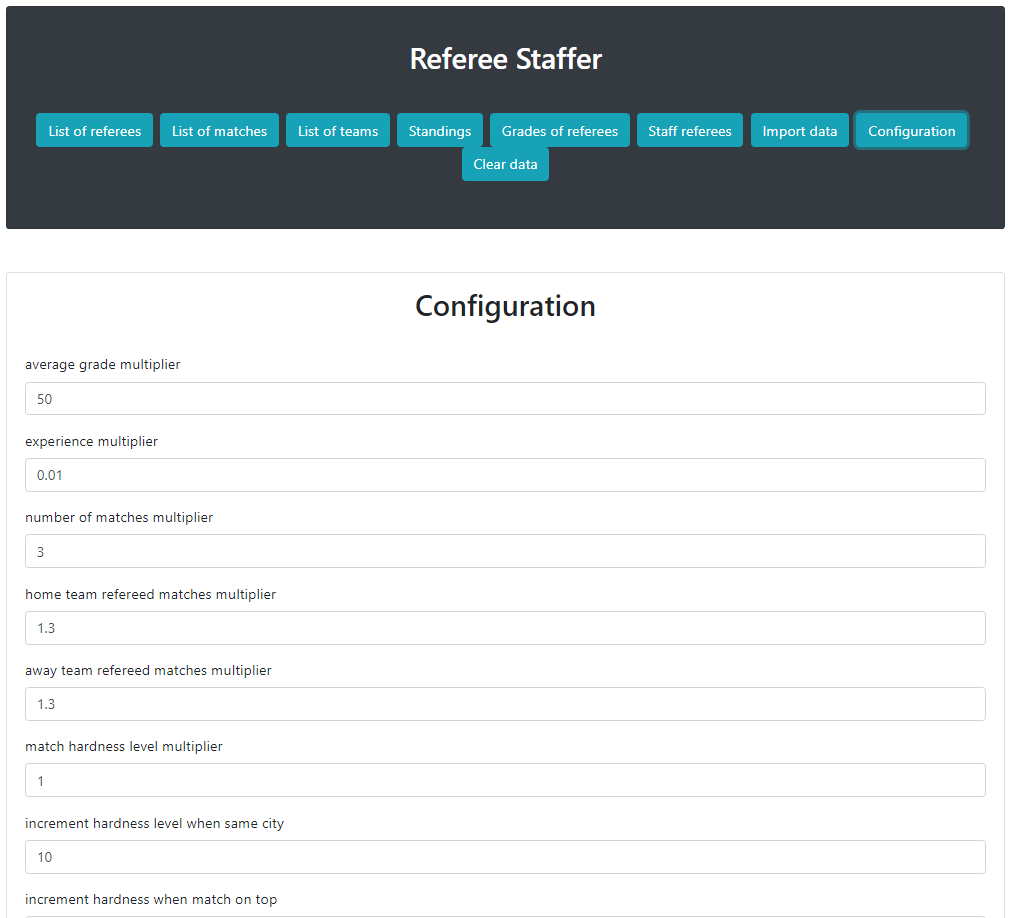 Referee Staffer
List of referees List of matches List of teams Standings Grades of referees Staff referees Import data Configuration
Clear data
Configuration
average grade multiplier
50
experience multiplier
0.01
number of matches multiplier
3
home team refereed matches multiplier
1.3
away team refereed matches multiplier
1.3
match hardness level multiplier
1
increment hardness level when same city
10
increment hardness when match on top